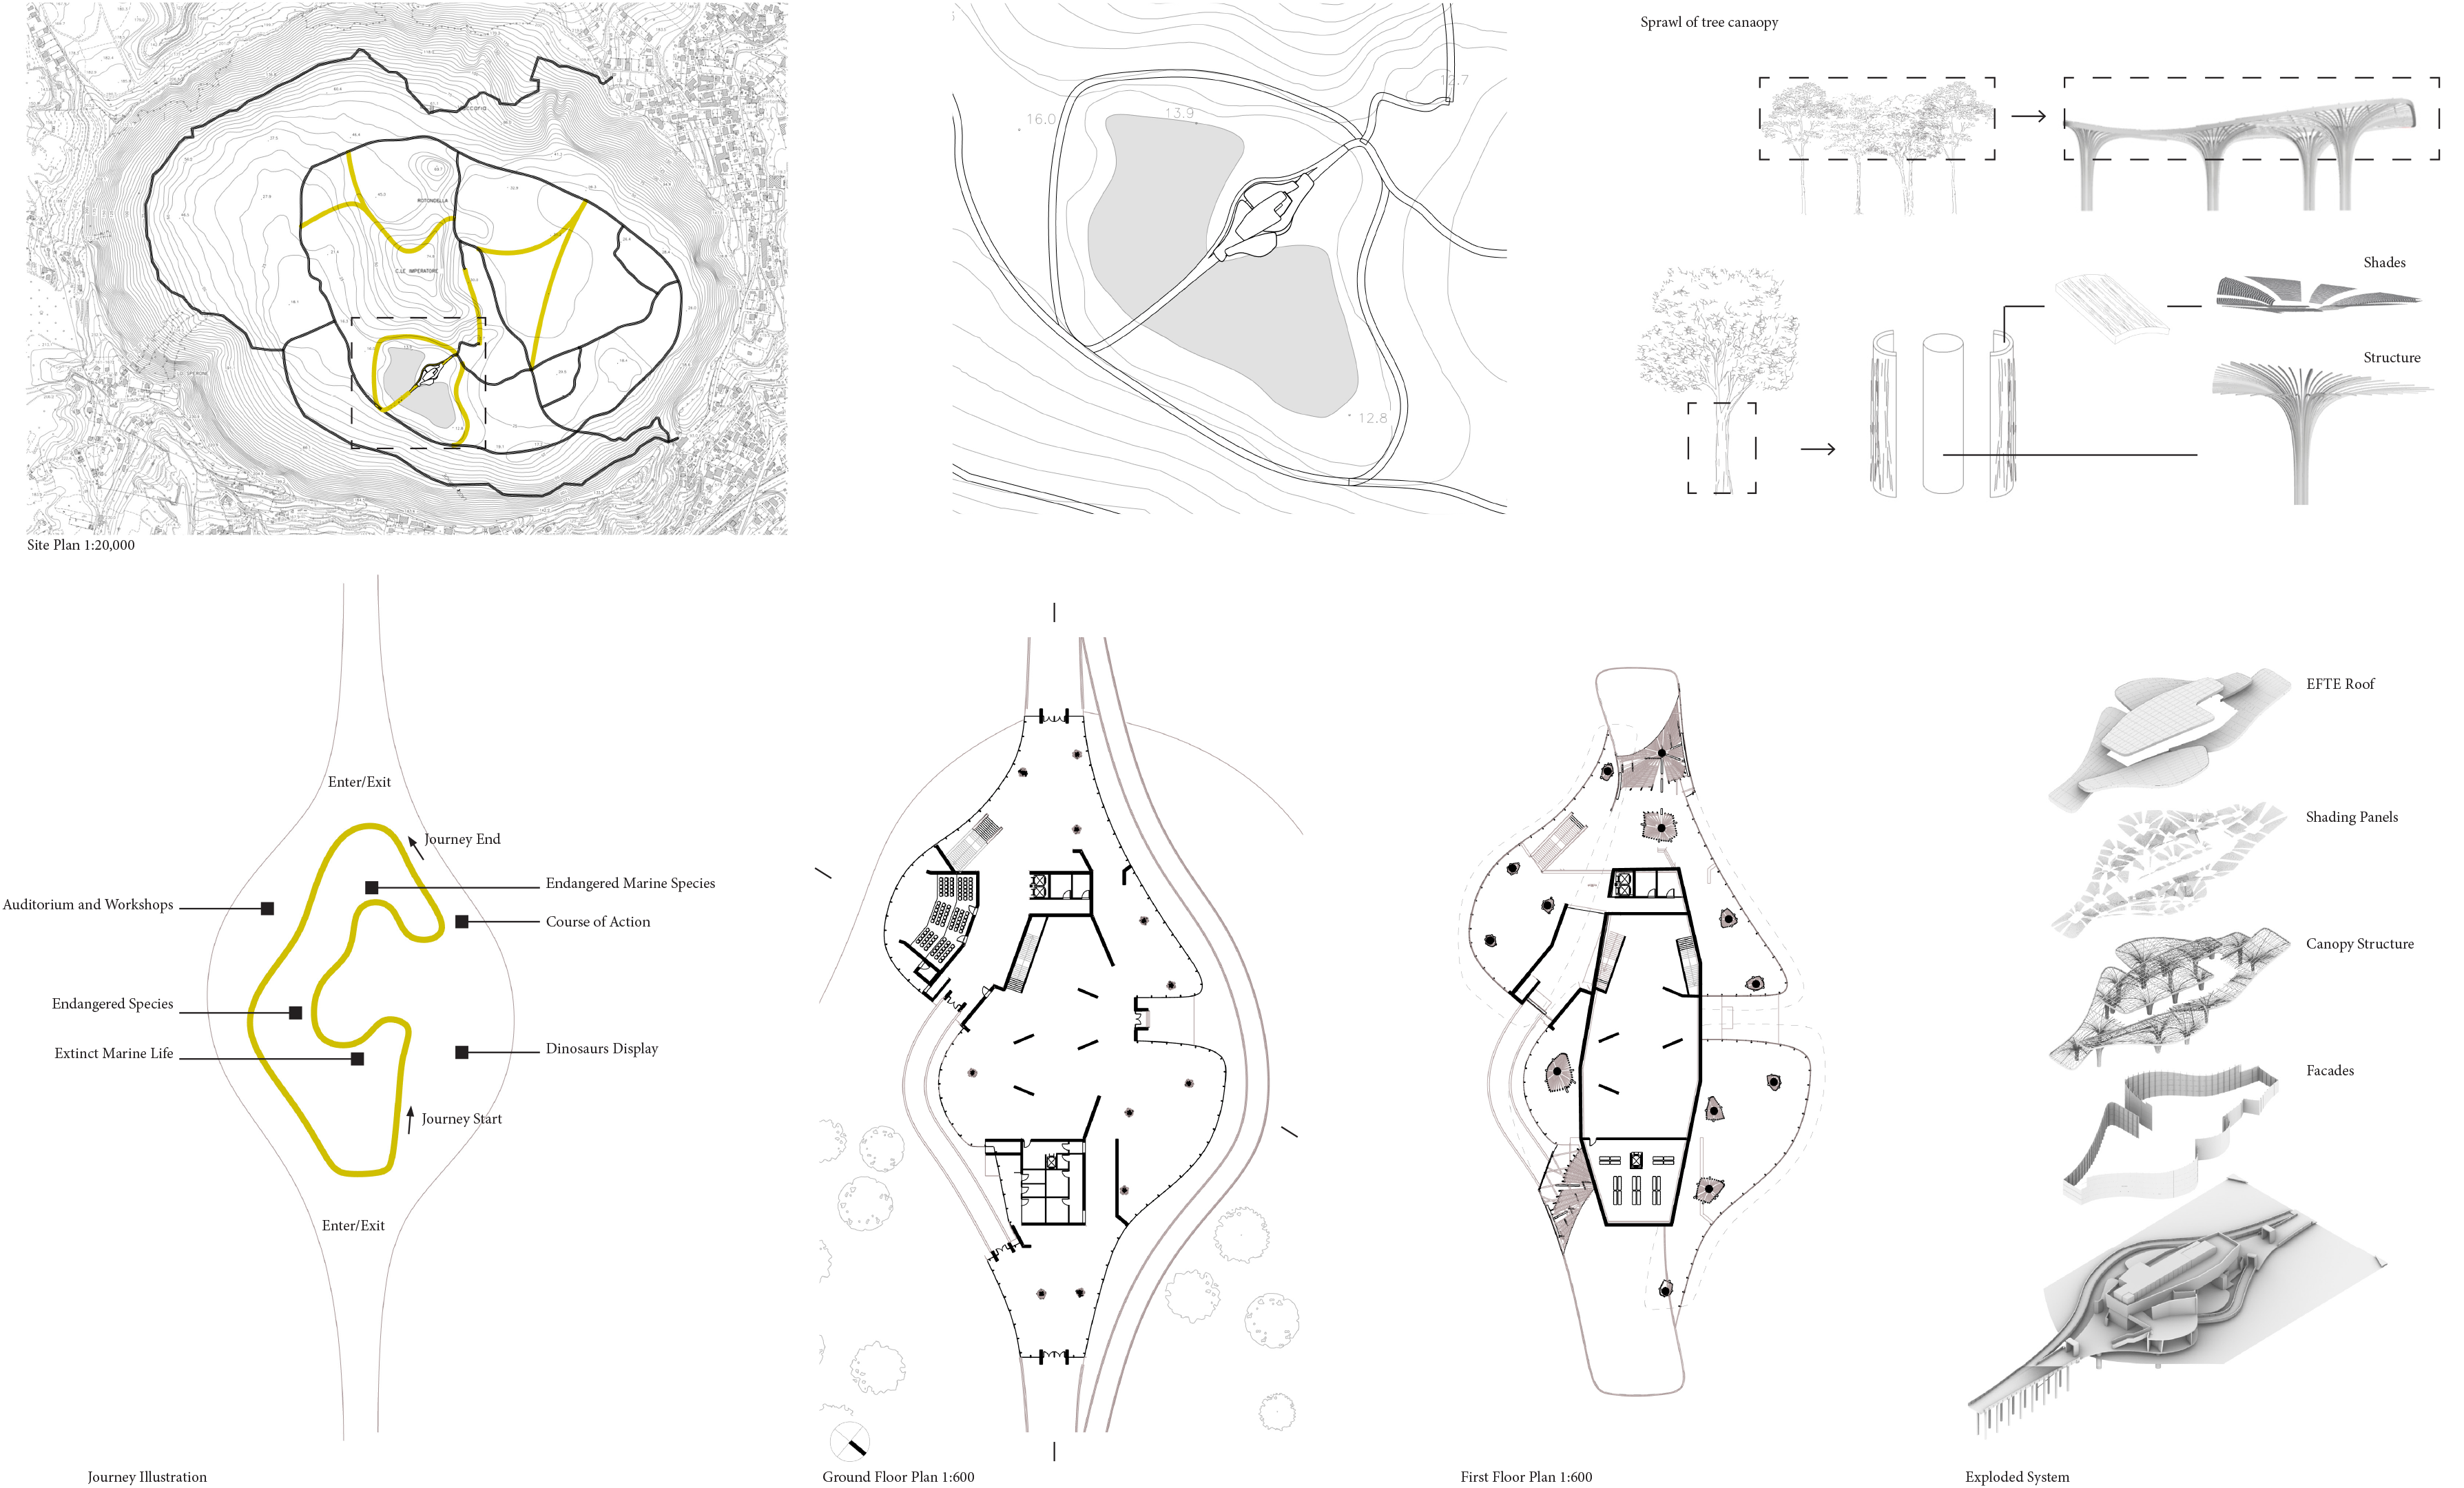 Sprawl of tree canaopy
ROTONDELLA
C.LE IMPERATORE
16.0
13.9
12.7
12.8
Shades
Structure
Site Plan 1:20,000
Enter/Exit
Journey End
Endangered Marine Species
Auditorium and Workshops
Course of Action
Endangered Species
Extinct Marine Life
Dinosaurs Display
Journey Start
Enter/Exit
EFTE Roof
Shading Panels
Canopy Structure
Facades
Journey Illustration
Ground Floor Plan 1:600
First Floor Plan 1:600
Exploded System